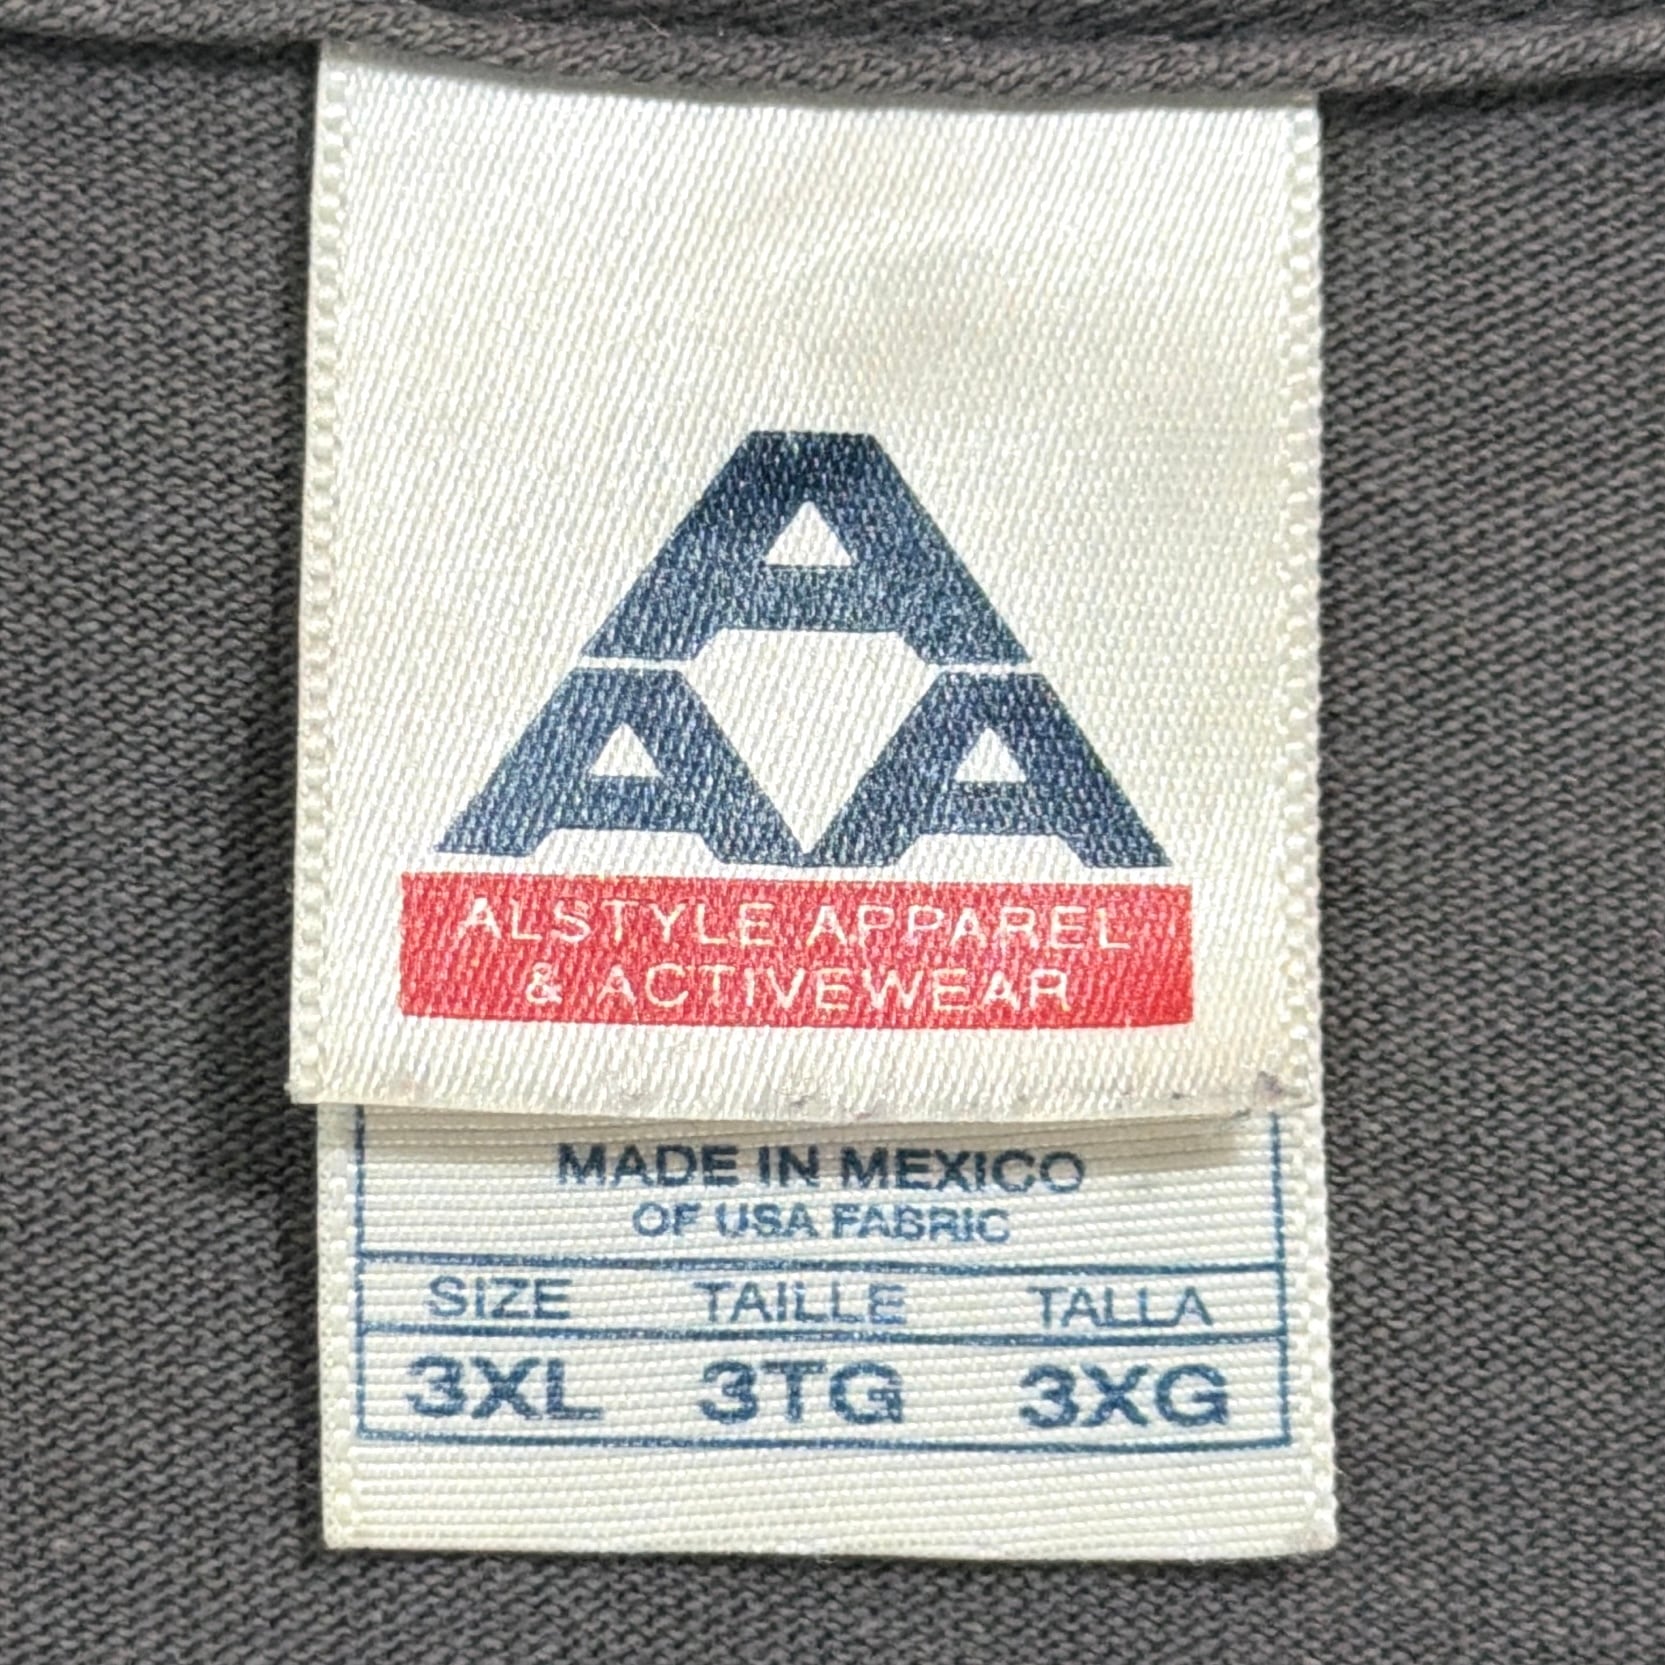 A
A A
ALSTYLE APPAREL
& ACTIVEWEAR
MADE IN MEXICO
OF USA FABRIC
SIZE TAILLE TALLA
3XL 3TG 3XG